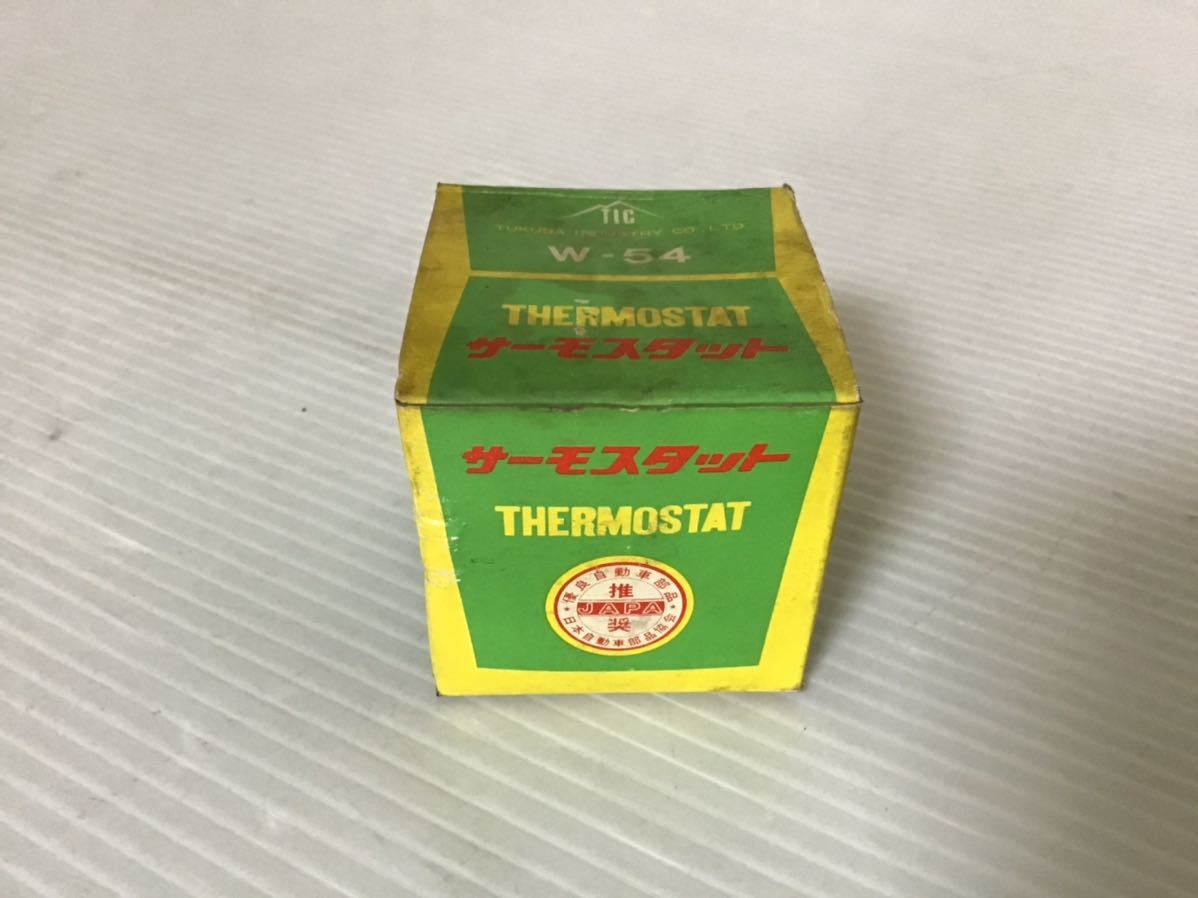 TIC
TUKUBA INDUSTRY CO. LTD
W-54
THERMOSTAT
サーモスタット
サーモスタット
THERMOSTAT
優良自動車部品
推
JAPA
奨
日本自動車部品協会